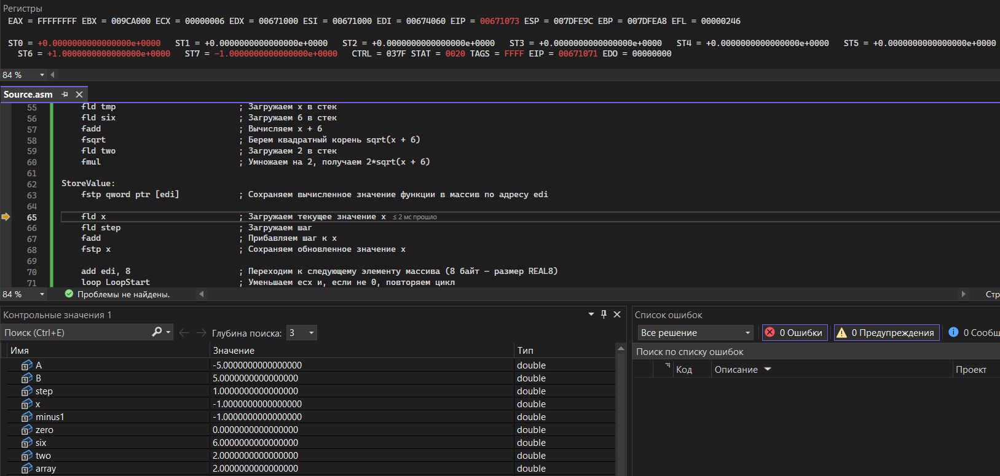 Регистры
EAX = FFFFFFFF EBX = 009CA000 ECX = 00000006 EDX = 00671000 ESI = 00671000 EDI = 00674060 EIP = 00671073 ESP = 007DFE9C EBP = 007DFEA8 EFL = 00000246
ST0 = +0.0000000000000000e+0000 ST1 = +0.0000000000000000e+0000 ST2 = +0.0000000000000000e+0000 ST3 = +0.0000000000000000e+0000 ST4 = +0.0000000000000000e+0000 ST5 = +0.0000000000000000e+0000
ST6 = +1.0000000000000000e+0000 ST7 = -1.0000000000000000e+0000 CTRL = 037F STAT = 0020 TAGS = FFFF EIP = 00671071 EDO = 00000000
84 %
Source.asm
55 fld tmp ; Загружаем x в стек
56 fld six ; Загружаем 6 в стек
57 fadd ; Вычисляем x + 6
58 fsqrt ; Берем квадратный корень sqrt(x + 6)
59 fld two ; Загружаем 2 в стек
60 fmul ; Умножаем на 2, получаем 2*sqrt(x + 6)
61
62 StoreValue:
63 fstp qword ptr [edi] ; Сохраняем вычисленное значение функции в массив по адресу edi
64
65 fld x ; Загружаем текущее значение x ≤ 2 мс прошло
66 fld step ; Загружаем шаг
67 fadd ; Прибавляем шаг к x
68 fstp x ; Сохраняем обновленное значение x
69
70 add edi, 8 ; Переходим к следующему элементу массива (8 байт – размер REAL8)
71 loop LoopStart ; Уменьшаем ecx и, если не 0, повторяем цикл
84 % Проблемы не найдены. Стр
Контрольные значения 1
Поиск (Ctrl+E) Глубина поиска: 3
Имя Значение Тип
A -5.0000000000000000 double
B 5.0000000000000000 double
step 1.0000000000000000 double
x -1.0000000000000000 double
minus1 -1.0000000000000000 double
zero 0.0000000000000000 double
six 6.0000000000000000 double
two 2.0000000000000000 double
array 2.0000000000000000 double
Список ошибок
Все решение 0 Ошибки 0 Предупреждения 0 Сообщ
Поиск по списку ошибок
Код Описание Проект